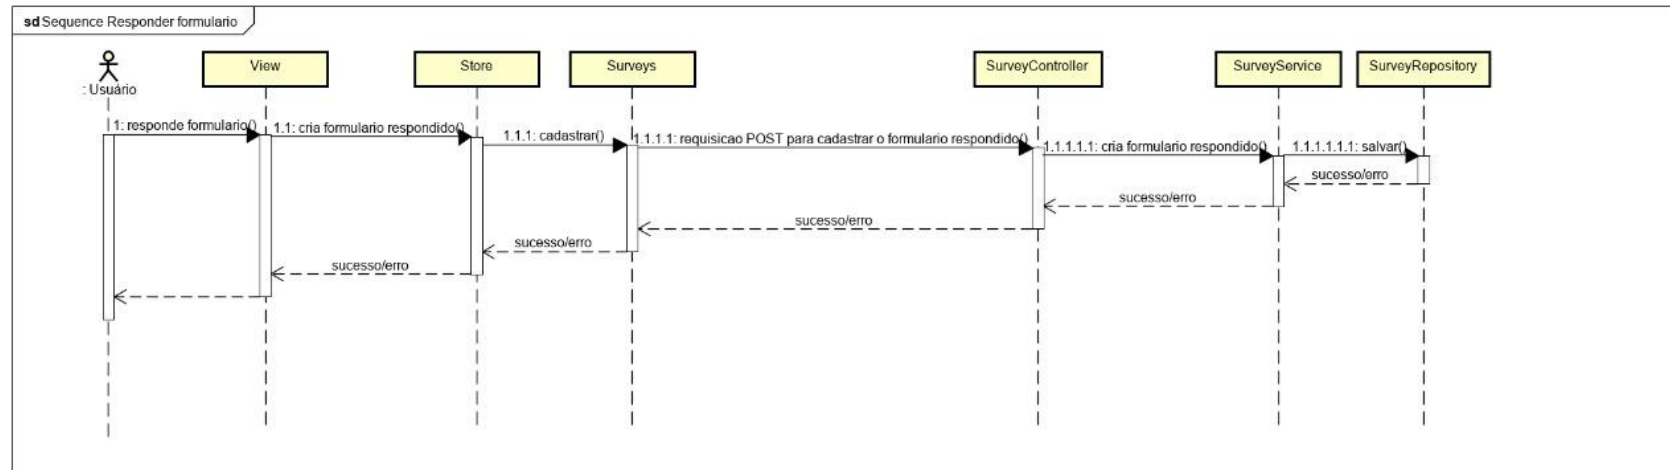 sd Sequence Responder formulario
: Usuário
View
Store
Surveys
SurveyController
SurveyService
SurveyRepository
1: responde formulario()
1.1: cria formulario respondido()
1.1.1: cadastrar()
1.1.1.1: requisicao POST para cadastrar o formulario respondido()
1.1.1.1.1: cria formulario respondido()
1.1.1.1.1.1: salvar()
sucesso/erro
sucesso/erro
sucesso/erro
sucesso/erro
sucesso/erro